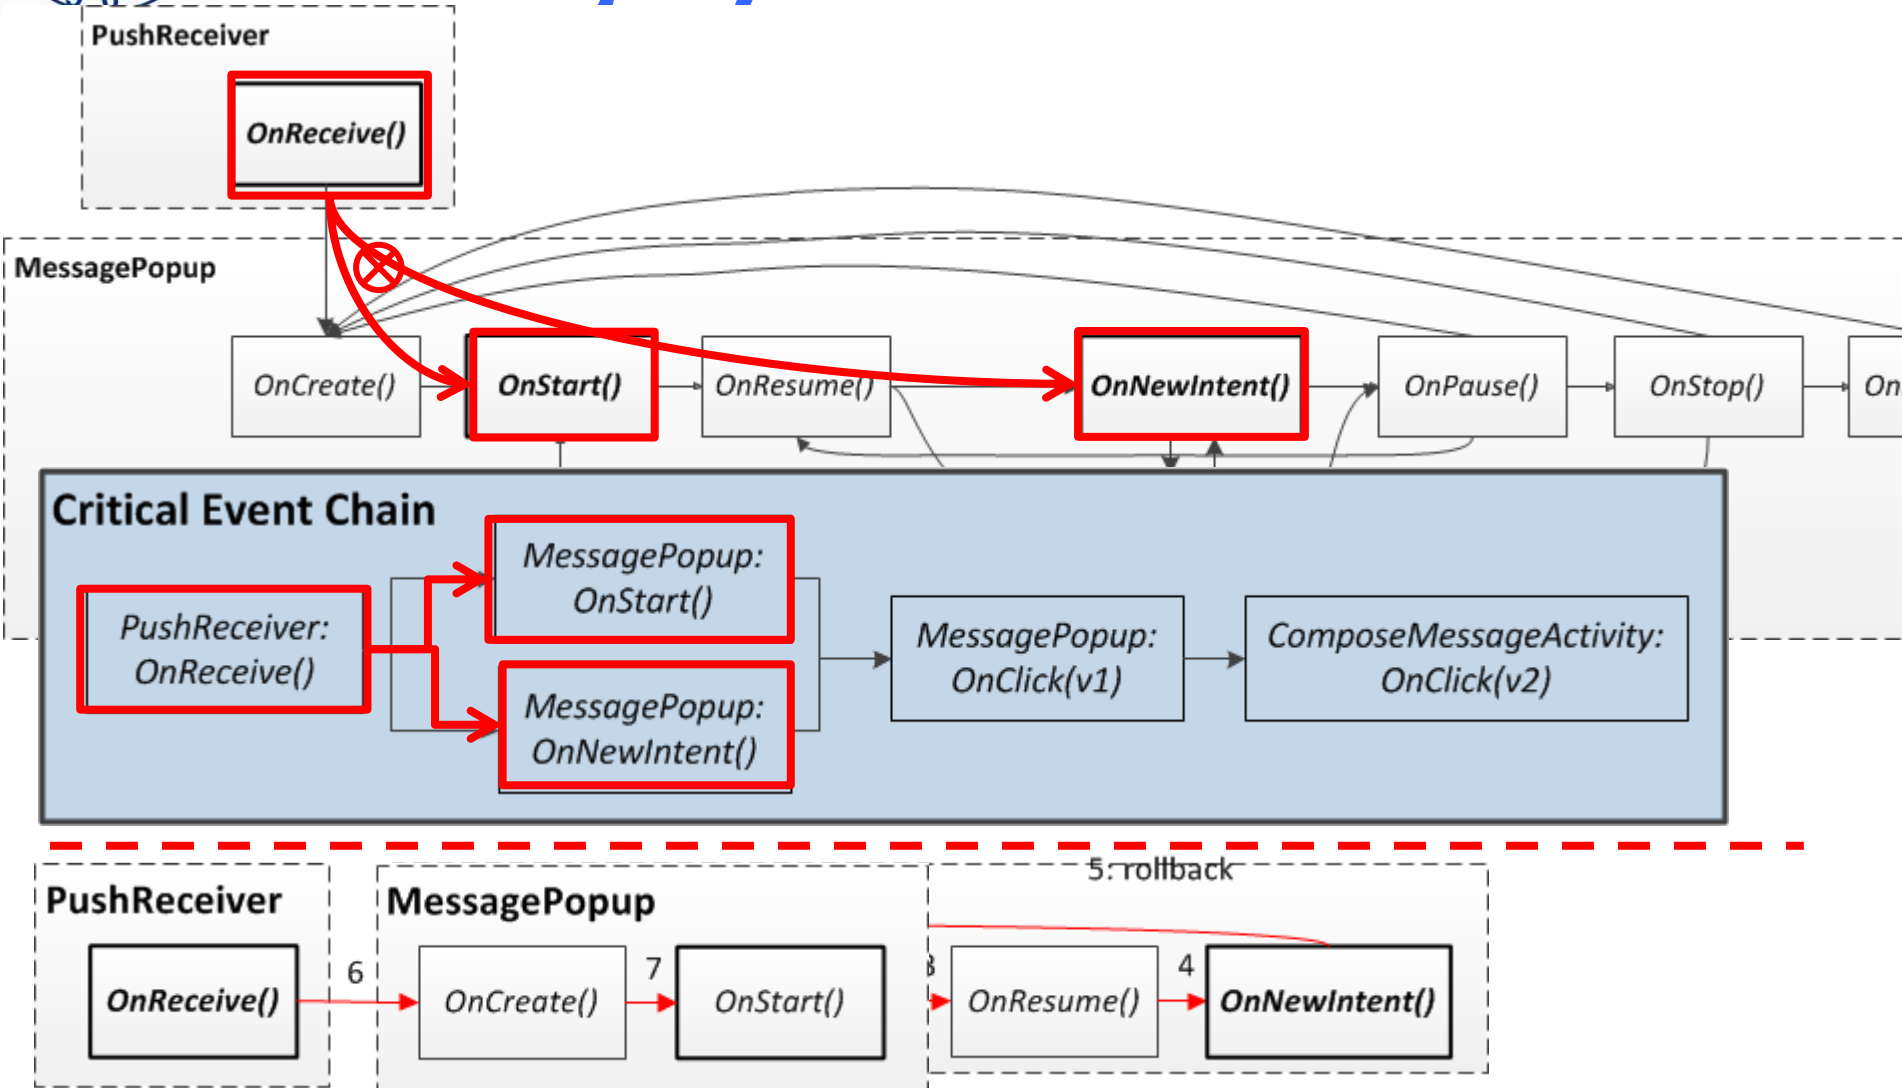 PushReceiver
OnReceive()
MessagePopup
OnCreate()
OnStart()
OnResume()
OnNewIntent()
OnPause()
OnStop()
On
Critical Event Chain
PushReceiver:
OnReceive()
MessagePopup:
OnStart()
MessagePopup:
OnNewIntent()
MessagePopup:
OnClick(v1)
ComposeMessageActivity:
OnClick(v2)
5: rollback
PushReceiver
MessagePopup
OnReceive()
6
OnCreate()
7
OnStart()
3
OnResume()
4
OnNewIntent()